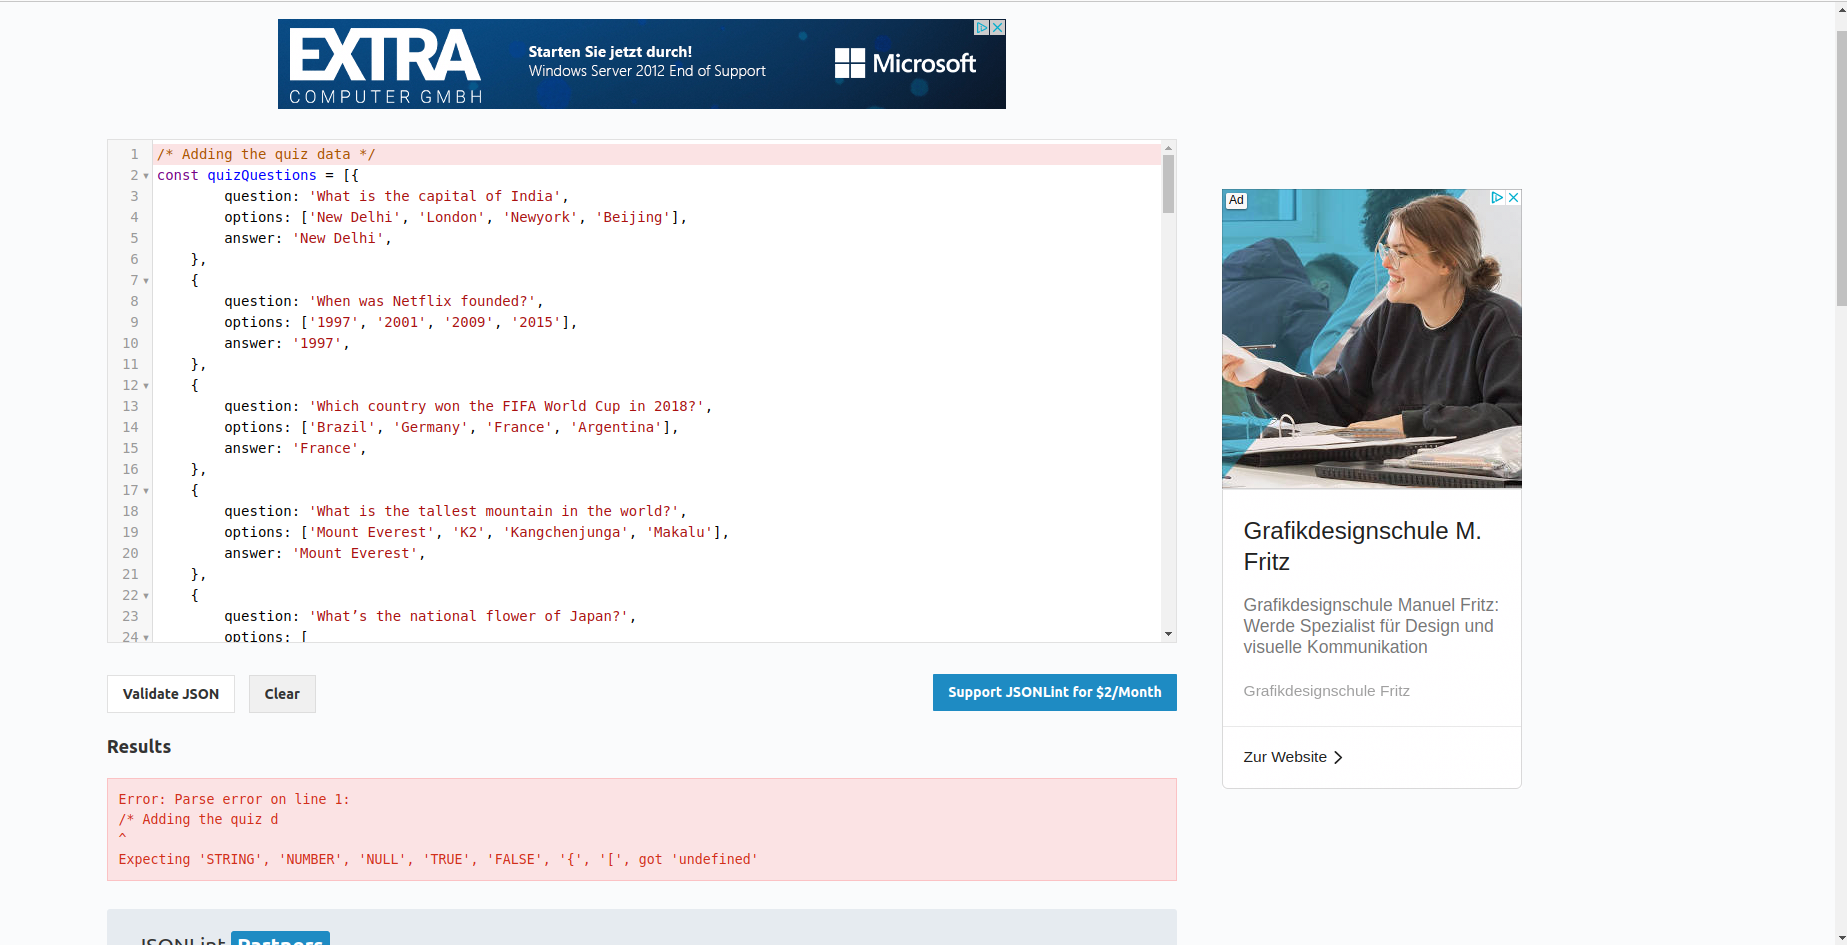 EXTRA
COMPUTER GMBH
Starten Sie jetzt durch!
Windows Server 2012 End of Support
Microsoft
1 /* Adding the quiz data */
2 const quizQuestions = [{
3 question: 'What is the capital of India',
4 options: ['New Delhi', 'London', 'Newyork', 'Beijing'],
5 answer: 'New Delhi',
6 },
7 {
8 question: 'When was Netflix founded?',
9 options: ['1997', '2001', '2009', '2015'],
10 answer: '1997',
11 },
12 {
13 question: 'Which country won the FIFA World Cup in 2018?',
14 options: ['Brazil', 'Germany', 'France', 'Argentina'],
15 answer: 'France',
16 },
17 {
18 question: 'What is the tallest mountain in the world?',
19 options: ['Mount Everest', 'K2', 'Kangchenjunga', 'Makalu'],
20 answer: 'Mount Everest',
21 },
22 {
23 question: 'What’s the national flower of Japan?',
24 options: [
Validate JSON
Clear
Support JSONLint for $2/Month
Results
Error: Parse error on line 1:
/* Adding the quiz d
^
Expecting 'STRING', 'NUMBER', 'NULL', 'TRUE', 'FALSE', '{', '[', got 'undefined'
JSONLint Partners
Ad
Grafikdesignschule M.
Fritz
Grafikdesignschule Manuel Fritz:
Werde Spezialist für Design und
visuelle Kommunikation
Grafikdesignschule Fritz
Zur Website